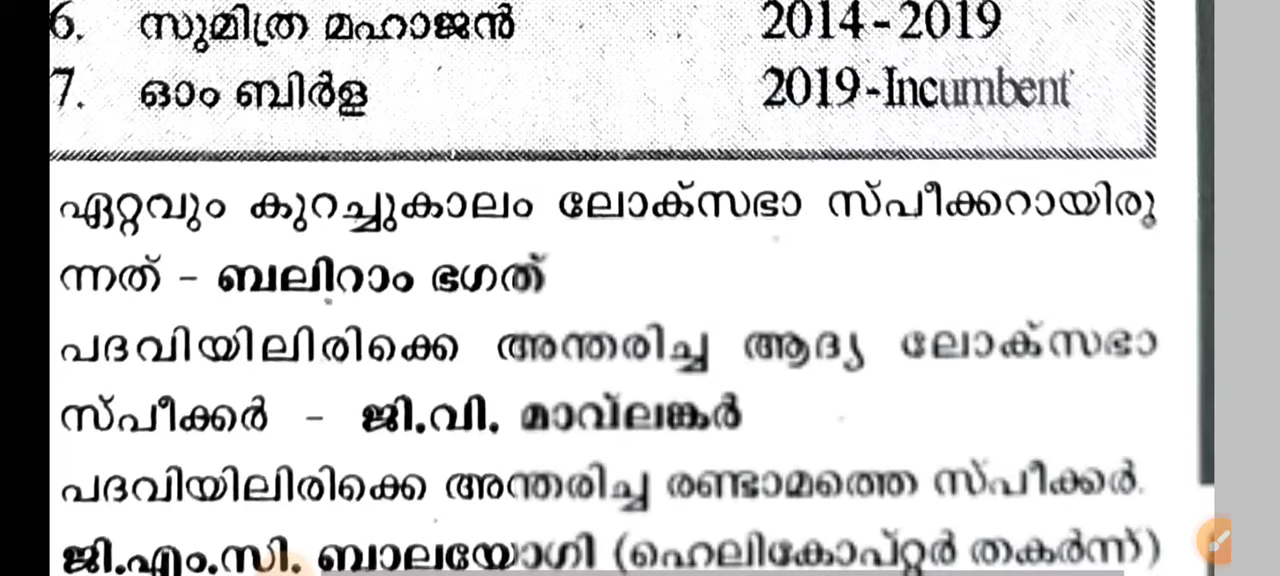 6. സുമിത്ര മഹാജൻ 2014-2019
7. ഓം ബിർള 2019-Incumbent
ഏറ്റവും കുറച്ചുകാലം ലോക്സഭാ സ്പീക്കറായിരു
ന്നത് - ബലിറാം ഭഗത്
പദവിയിലിരിക്കെ അന്തരിച്ച ആദ്യ ലോക്സഭാ
സ്പീക്കർ - ജി.വി. മാവ്ലങ്കർ
പദവിയിലിരിക്കെ അന്തരിച്ച രണ്ടാമത്തെ സ്പീക്കർ.
ജി.എം.സി. ബാലയോഗി (ഹെലികോപ്റ്റർ തകർന്ന്)